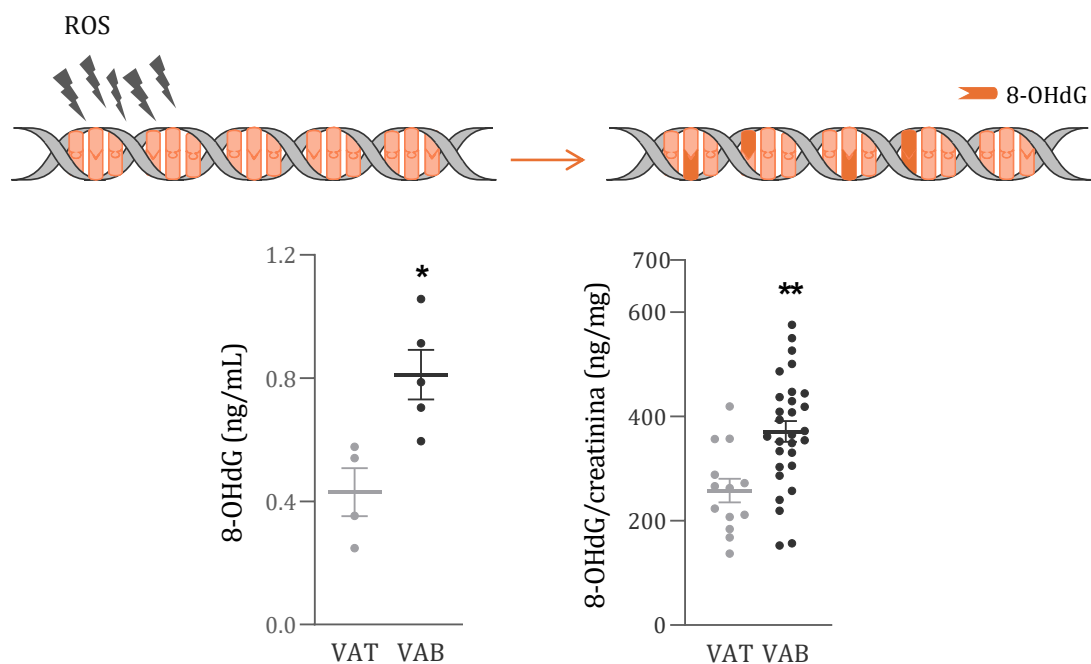 ROS
8-OHdG
8-OHdG (ng/mL)
1.2
0.8
0.4
0.0
*
VAT VAB
8-OHdG/creatinina (ng/mg)
700
600
400
200
0
**
VAT VAB